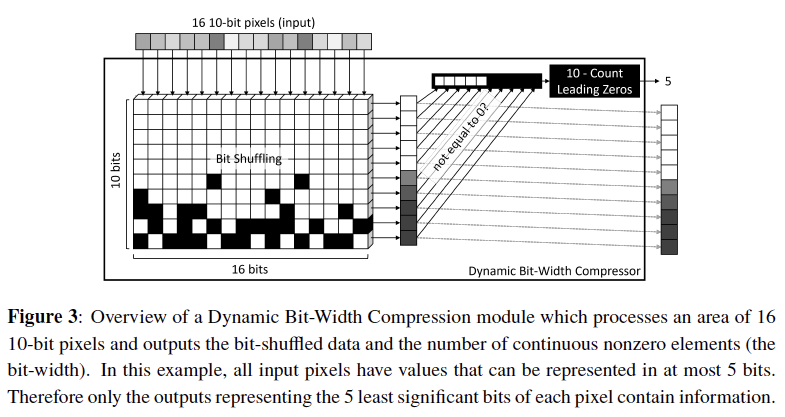 16 10-bit pixels (input)
10 - Count
Leading Zeros
5
not equal to 0?
10 bits
Bit Shuffling
16 bits
Dynamic Bit-Width Compressor
Figure 3: Overview of a Dynamic Bit-Width Compression module which processes an area of 16
10-bit pixels and outputs the bit-shuffled data and the number of continuous nonzero elements (the
bit-width). In this example, all input pixels have values that can be represented in at most 5 bits.
Therefore only the outputs representing the 5 least significant bits of each pixel contain information.